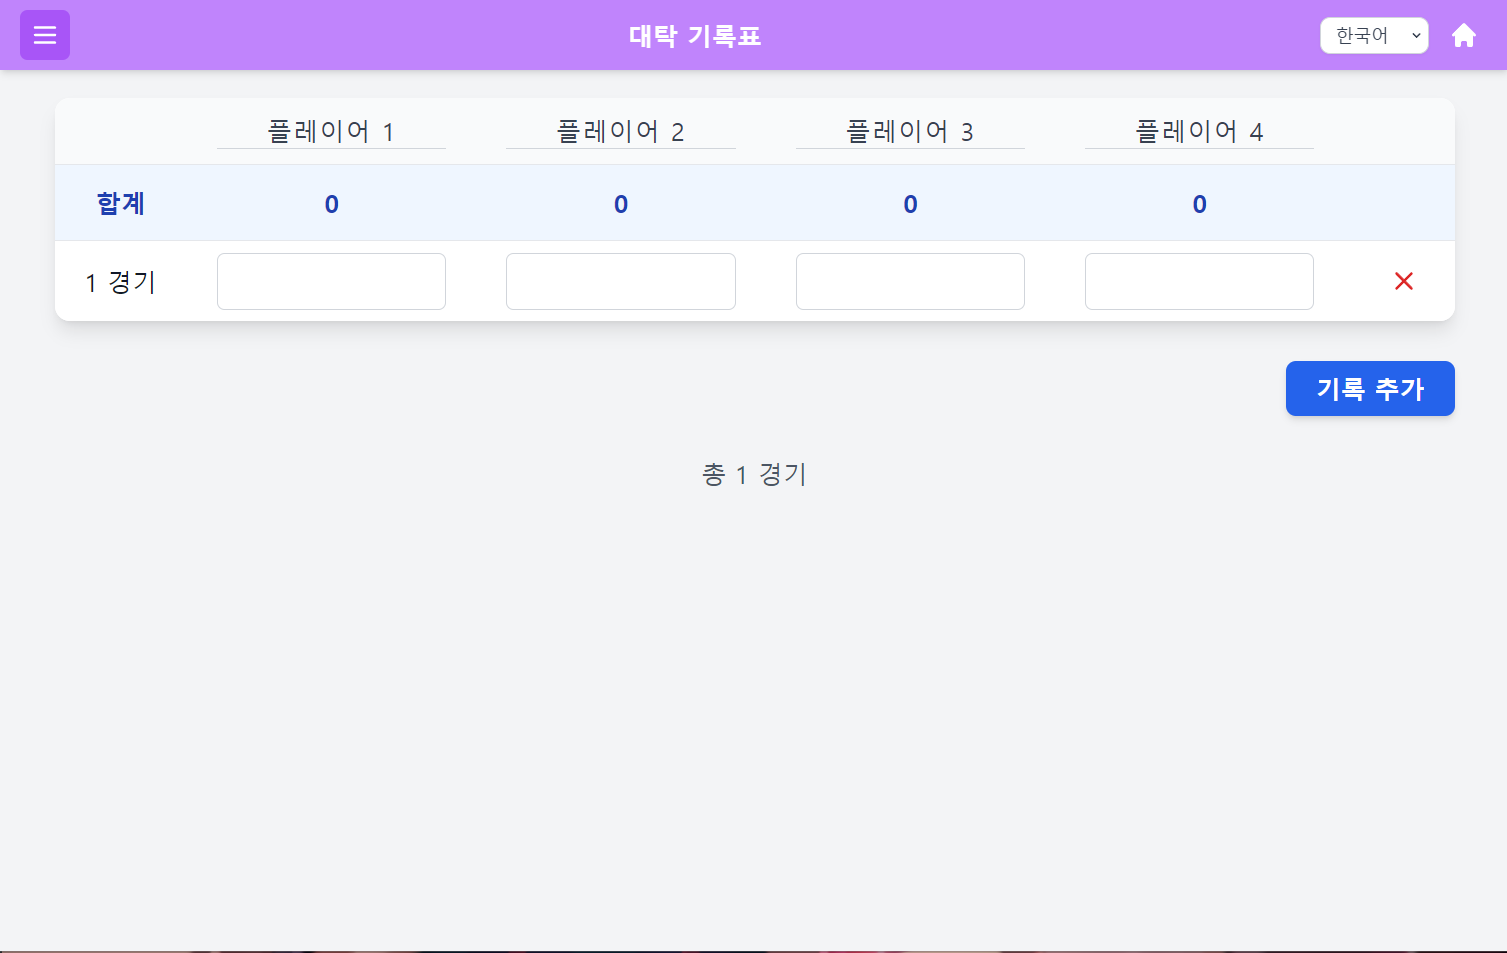 대탁 기록표
한국어
플레이어 1 플레이어 2 플레이어 3 플레이어 4
합계 0 0 0 0
1 경기
기록 추가
총 1 경기